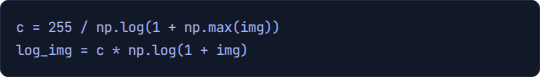 c = 255 / np.log(1 + np.max(img))
log_img = c * np.log(1 + img)